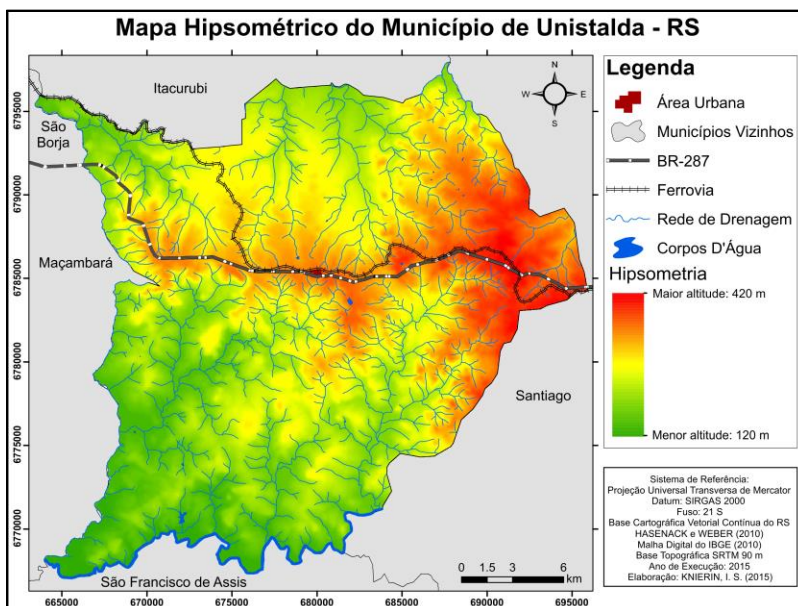 Mapa Hipsométrico do Município de Unistalda - RS
Itacurubi
São
Borja
Maçambará
Santiago
São Francisco de Assis
N
W
E
S
6795000
6790000
6785000
6780000
6775000
6770000
665000
670000
675000
680000
685000
690000
695000
0 1,5 3 6
km
Legenda
Área Urbana
Municípios Vizinhos
BR-287
Ferrovia
Rede de Drenagem
Corpos D'Água
Hipsometria
Maior altitude: 420 m
Menor altitude: 120 m
Sistema de Referência:
Projeção Universal Transversa de Mercator
Datum: SIRGAS 2000
Fuso: 21 S
Base Cartográfica Vetorial Contínua do RS
HASENACK e WEBER (2010)
Malha Digital do IBGE (2010)
Base Topográfica SRTM 90 m
Ano de Execução: 2015
Elaboração: KNIERIN, I. S. (2015)